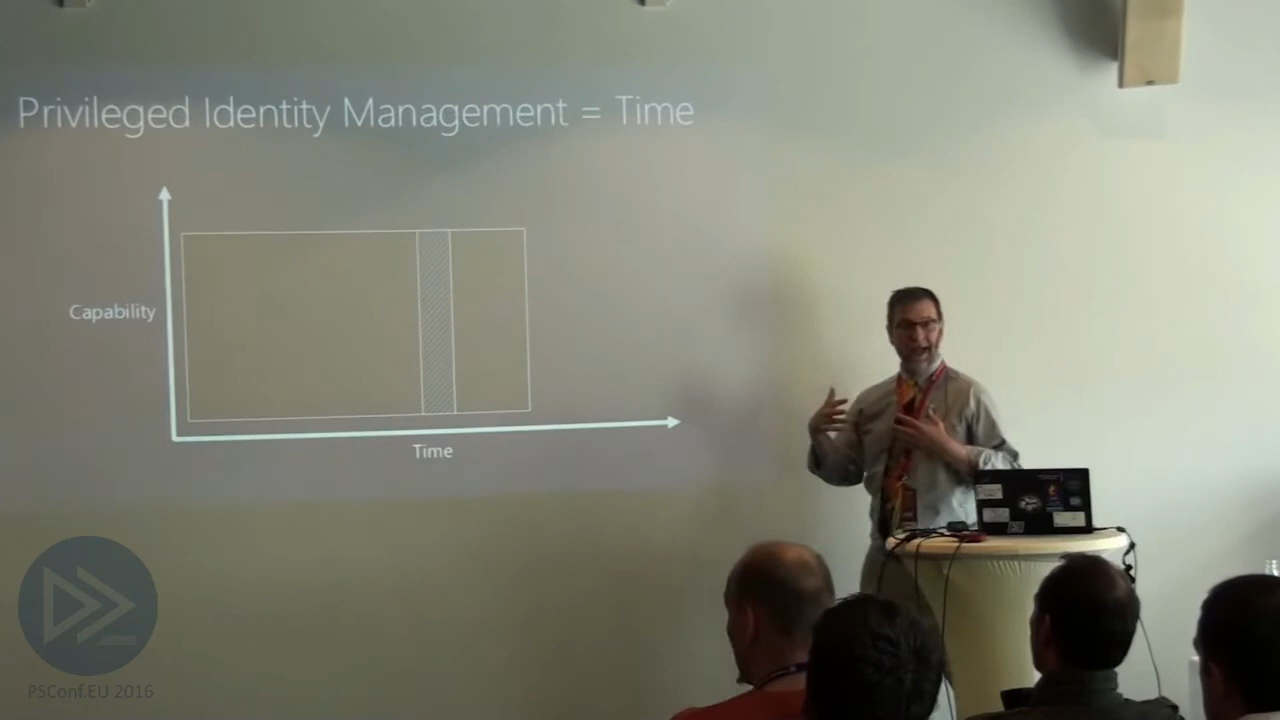 Privileged Identity Management = Time
Capability
Time
PSConf.EU 2016